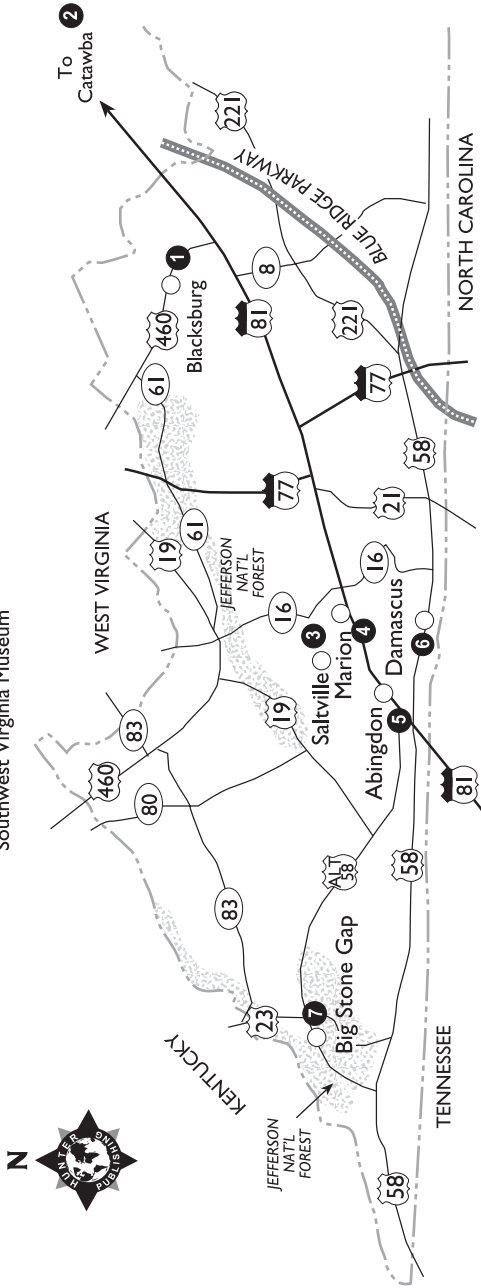 Southwest Virginia Museum
N
HUNTER
PUBLISHING
To
Catawba
2
WEST VIRGINIA
KENTUCKY
TENNESSEE
NORTH CAROLINA
BLUE RIDGE PARKWAY
JEFFERSON
NAT'L
FOREST
JEFFERSON
NAT'L
FOREST
Blacksburg
1
Saltville
3
Marion
4
Abingdon
5
Damascus
6
Big Stone Gap
7
460
460
83
83
80
19
19
61
61
16
16
77
77
81
81
8
221
221
21
58
58
58
ALT
58
23